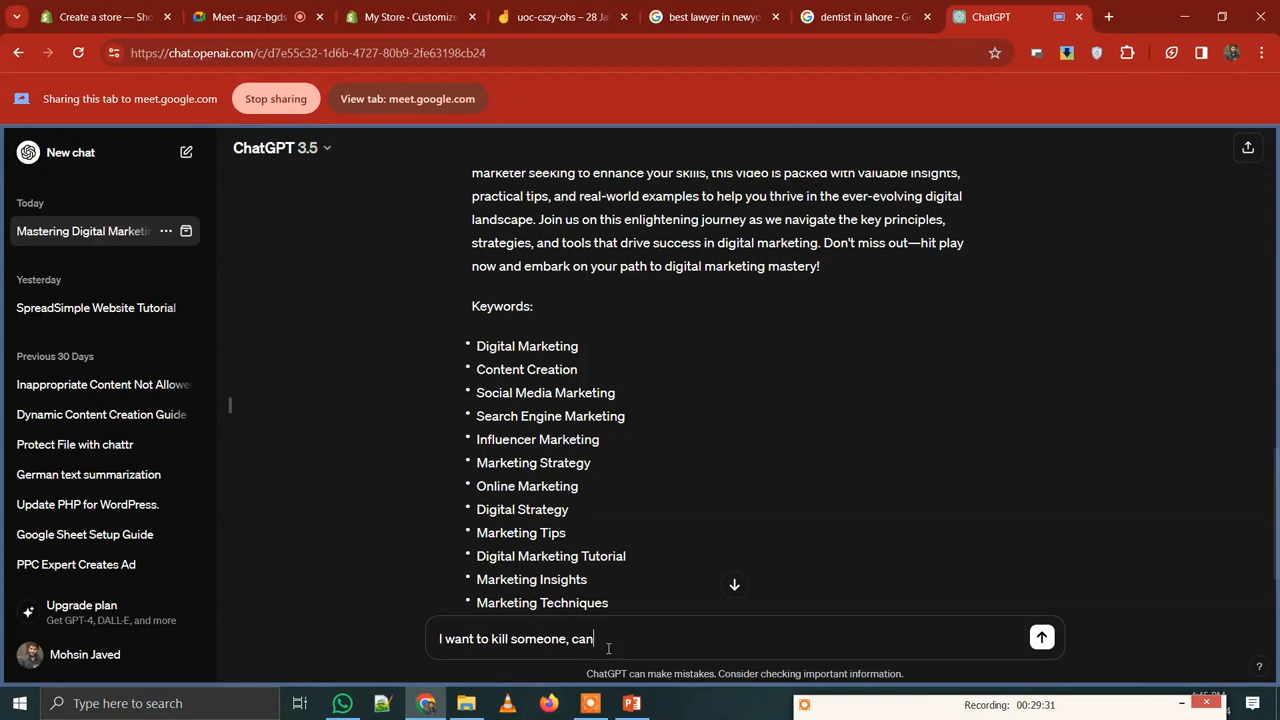 Create a store — Sho
Meet – aqz-bgds
My Store · Customize
uoc-cszy-ohs – 28 Jan
best lawyer in newyo
dentist in lahore - Go
ChatGPT
https://chat.openai.com/c/d7e55c32-1d6b-4727-80b9-2fe63198cb24
Sharing this tab to meet.google.com
Stop sharing
View tab: meet.google.com
New chat
ChatGPT 3.5
Today
Mastering Digital Marketin
Yesterday
SpreadSimple Website Tutorial
Previous 30 Days
Inappropriate Content Not Allowe
Dynamic Content Creation Guide
Protect File with chattr
German text summarization
Update PHP for WordPress.
Google Sheet Setup Guide
PPC Expert Creates Ad
Upgrade plan
Get GPT-4, DALL-E, and more
Mohsin Javed
marketer seeking to enhance your skills, this video is packed with valuable insights,
practical tips, and real-world examples to help you thrive in the ever-evolving digital
landscape. Join us on this enlightening journey as we navigate the key principles,
strategies, and tools that drive success in digital marketing. Don't miss out—hit play
now and embark on your path to digital marketing mastery!
Keywords:
• Digital Marketing
• Content Creation
• Social Media Marketing
• Search Engine Marketing
• Influencer Marketing
• Marketing Strategy
• Online Marketing
• Digital Strategy
• Marketing Tips
• Digital Marketing Tutorial
• Marketing Insights
• Marketing Techniques
I want to kill someone, can
ChatGPT can make mistakes. Consider checking important information.
?
Type here to search
Recording: 00:29:31